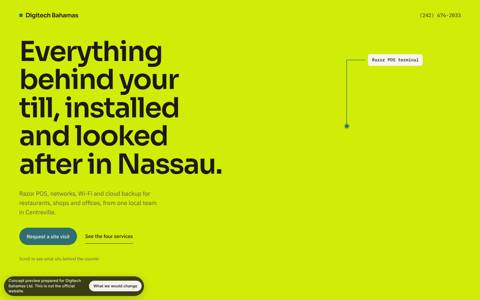 Digitech Bahamas
(242) 676-2033
Everything
behind your
till, installed
and looked
after in Nassau.
Razor POS terminal
Razor POS, networks, Wi-Fi and cloud backup for
restaurants, shops and offices, from one local team
in Centreville.
Request a site visit
See the four services
Scroll to see what sits behind the counter
Concept preview prepared for Digitech
Bahamas Ltd. This is not the official
website.
What we would change